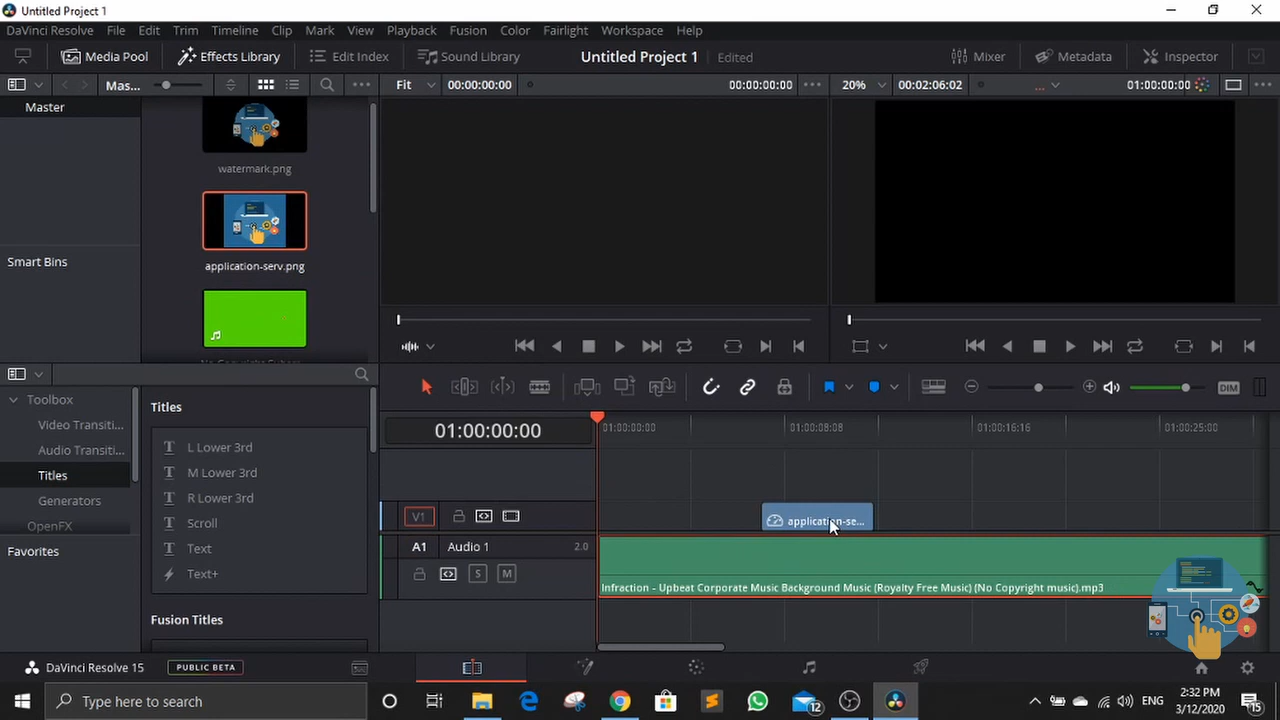 Untitled Project 1
DaVinci Resolve File Edit Trim Timeline Clip Mark View Playback Fusion Color Fairlight Workspace Help
Media Pool Effects Library Edit Index Sound Library Untitled Project 1 Edited Mixer Metadata Inspector
Mas... Fit 00:00:00:00 00:00:00:00 20% 00:02:06:02 ... 01:00:00:00
Master
watermark.png
application-serv.png
Smart Bins
Toolbox
Video Transiti...
Audio Transiti...
Titles
Generators
OpenFX
Favorites
Titles
L Lower 3rd
M Lower 3rd
R Lower 3rd
Scroll
Text
Text+
Fusion Titles
DIM
01:00:00:00
01:00:00:00 01:00:08:08 01:00:16:16 01:00:25:00
V1
application-se...
A1 Audio 1 2.0
S M
Infraction - Upbeat Corporate Music Background Music (Royalty Free Music) (No Copyright music).mp3
DaVinci Resolve 15 PUBLIC BETA
Type here to search
12
ENG
2:32 PM
3/12/2020
15